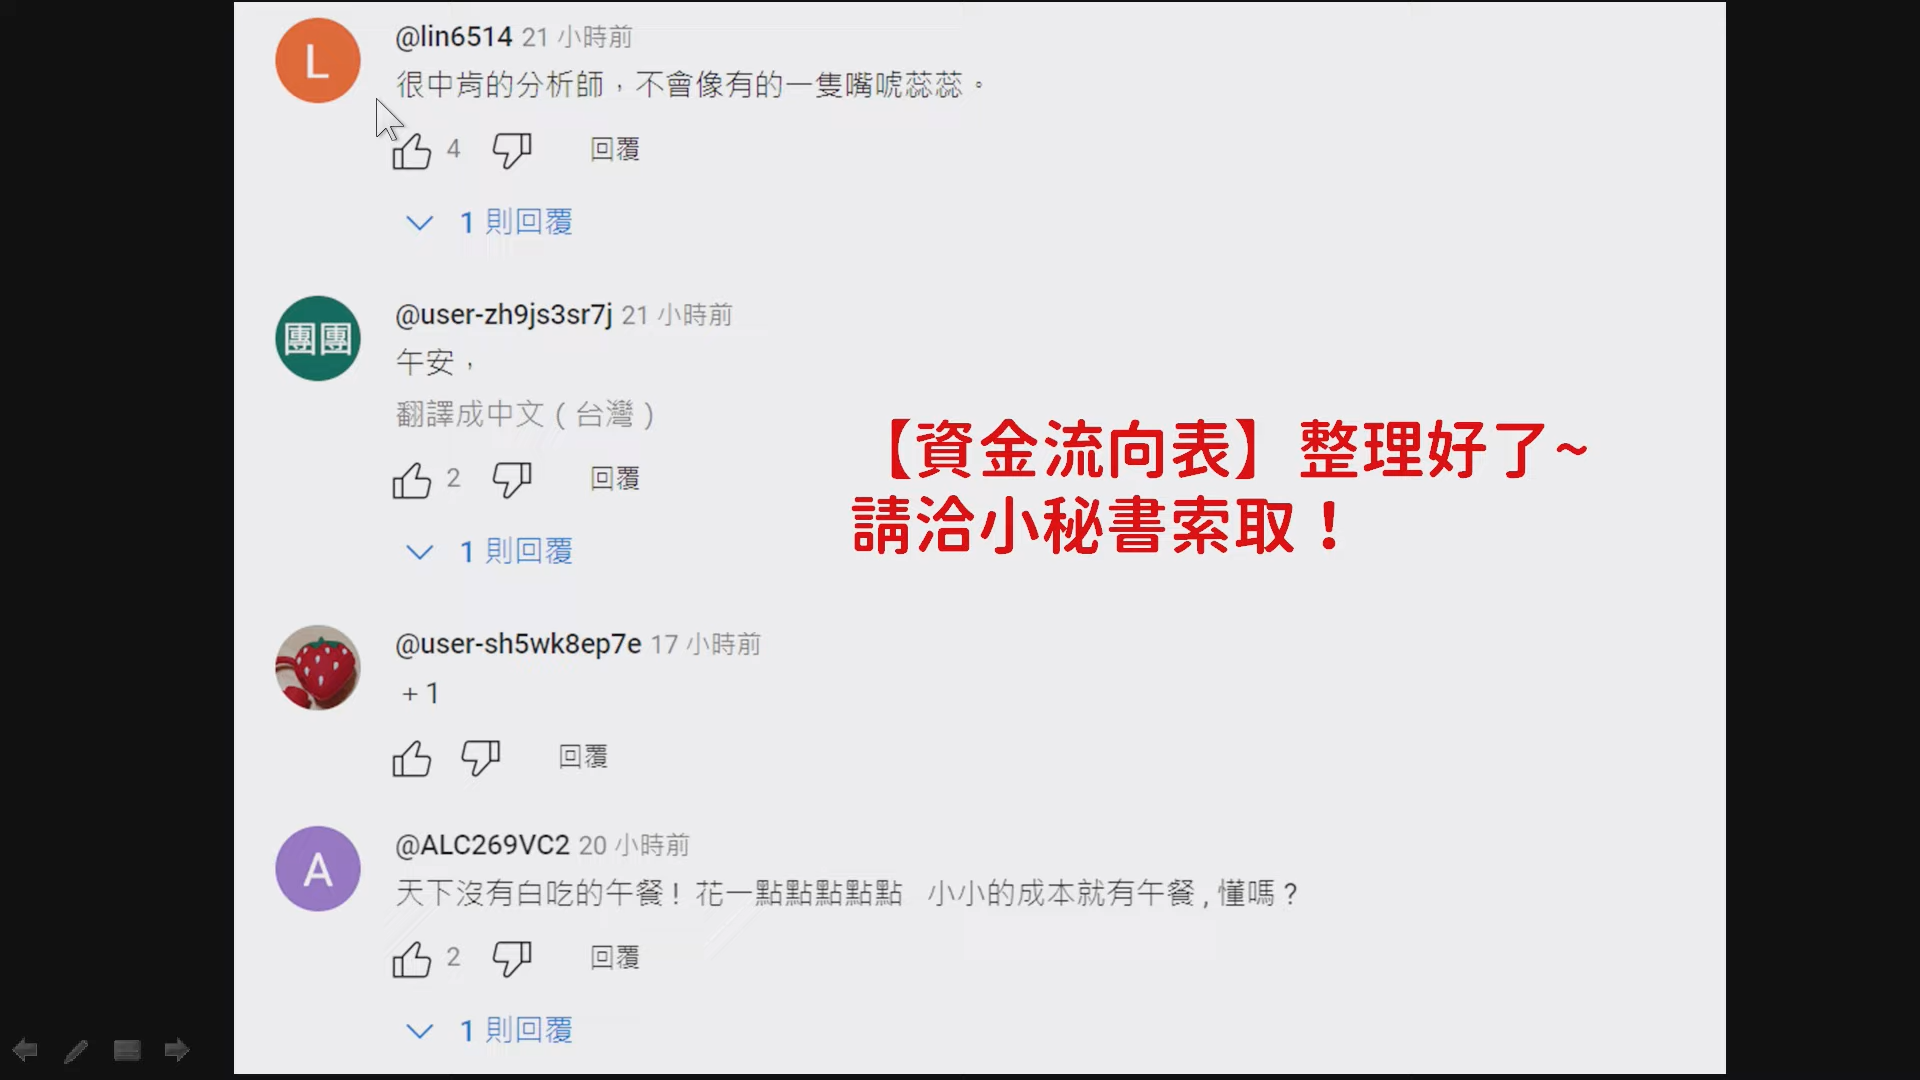 L
@lin6514 21 小時前
很中肯的分析師，不會像有的一隻嘴唬蕊蕊。
4 回覆
1 則回覆
團團
@user-zh9js3sr7j 21 小時前
午安，
翻譯成中文（台灣）
2 回覆
1 則回覆
【資金流向表】整理好了~
請洽小秘書索取！
@user-sh5wk8ep7e 17 小時前
+1
回覆
A
@ALC269VC2 20 小時前
天下沒有白吃的午餐！花一點點點點點 小小的成本就有午餐，懂嗎？
2 回覆
1 則回覆